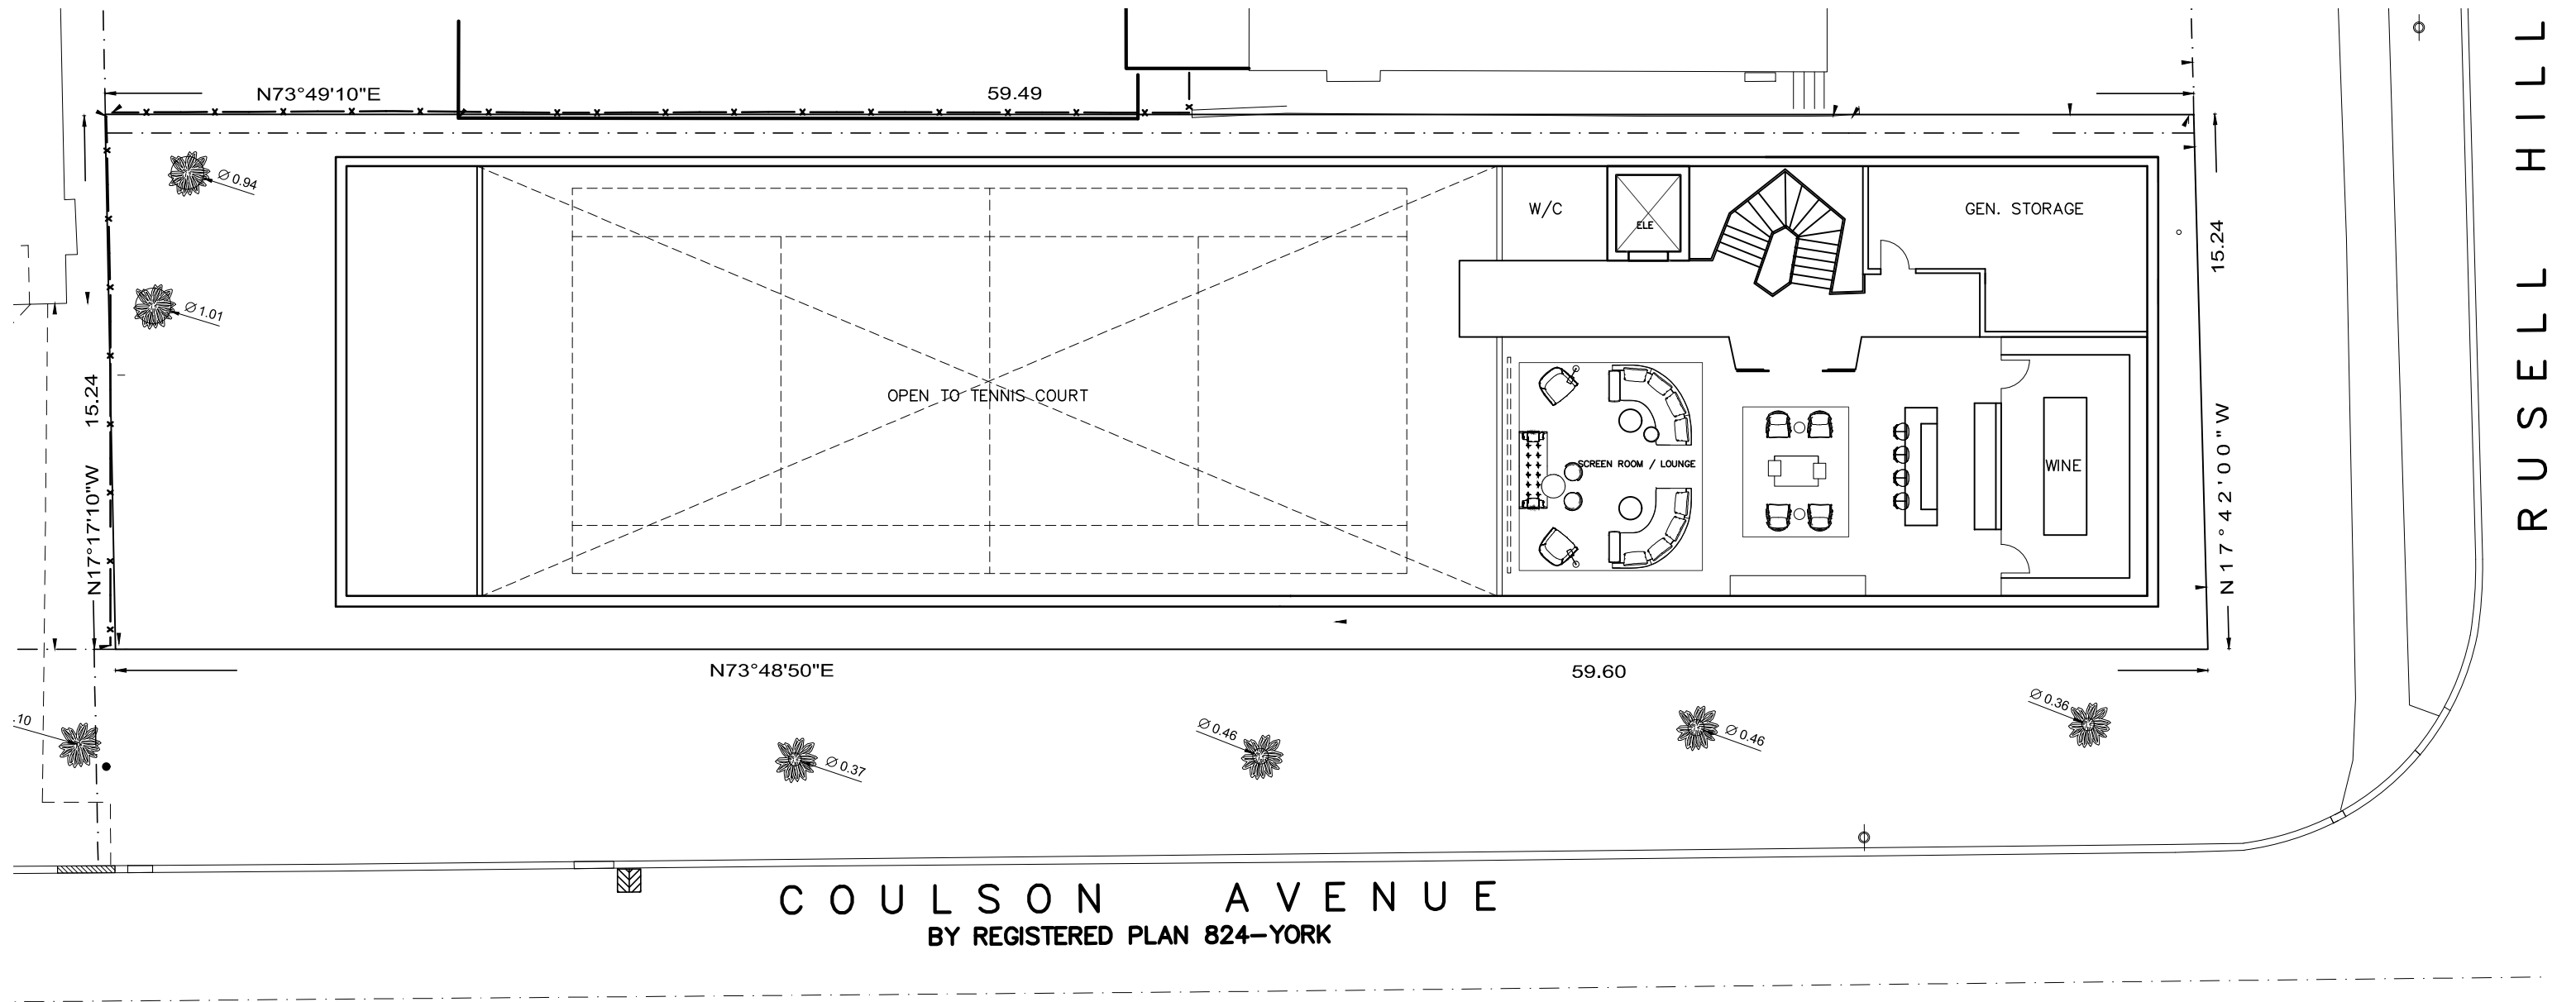 N73°49'10"E
59.49
Ø 0.94
W/C
ELE
GEN. STORAGE
15.24
Ø 1.01
15.24
OPEN TO TENNIS COURT
SCREEN ROOM / LOUNGE
WINE
N17°17'10"W
N17°42'00"W
RUSELL HILL
N73°48'50"E
59.60
.10
Ø 0.37
Ø 0.46
Ø 0.46
Ø 0.36
COULSON AVENUE
BY REGISTERED PLAN 824–YORK